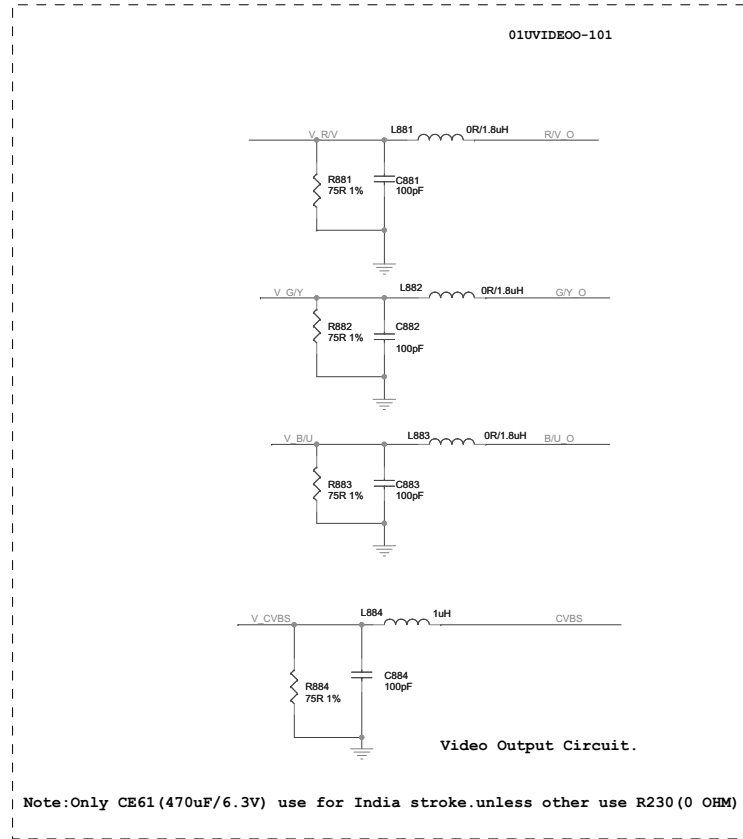 01UVIDEOO-101
V_R/V
L881
0R/1.8uH
R/V_O
R881
75R 1%
C881
100pF
V_G/Y
L882
0R/1.8uH
G/Y_O
R882
75R 1%
C882
100pF
V_B/U
L883
0R/1.8uH
B/U_O
R883
75R 1%
C883
100pF
V_CVBS
L884
1uH
CVBS
R884
75R 1%
C884
100pF
Video Output Circuit.
Note:Only CE61(470uF/6.3V) use for India stroke.unless other use R230(0 OHM)